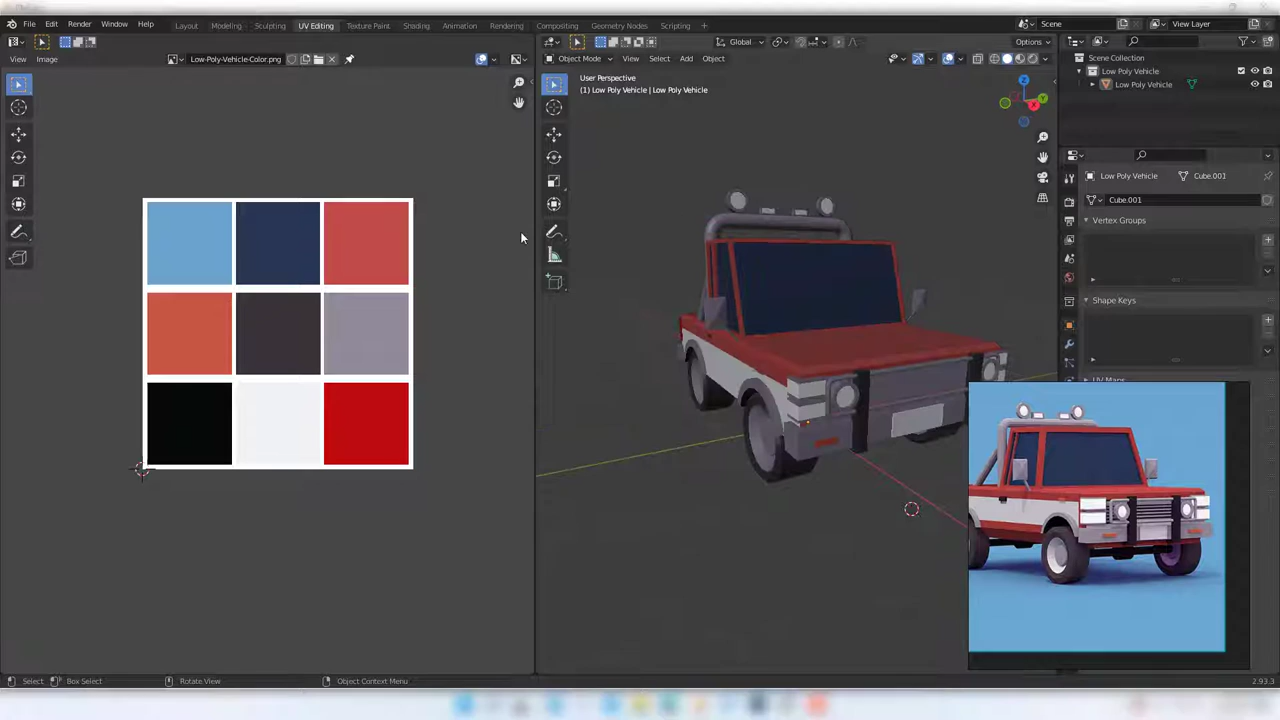 File Edit Render Window Help Layout Modeling Sculpting UV Editing Texture Paint Shading Animation Rendering Compositing Geometry Nodes Scripting + Scene View Layer
View Image Low-Poly-Vehicle-Color.png
Global Options
Object Mode View Select Add Object
User Perspective
(1) Low Poly Vehicle | Low Poly Vehicle
Scene Collection
Low Poly Vehicle
Low Poly Vehicle
Low Poly Vehicle Cube.001
Cube.001
Vertex Groups
Shape Keys
UV Maps
Select Box Select Rotate View Object Context Menu 2.93.3